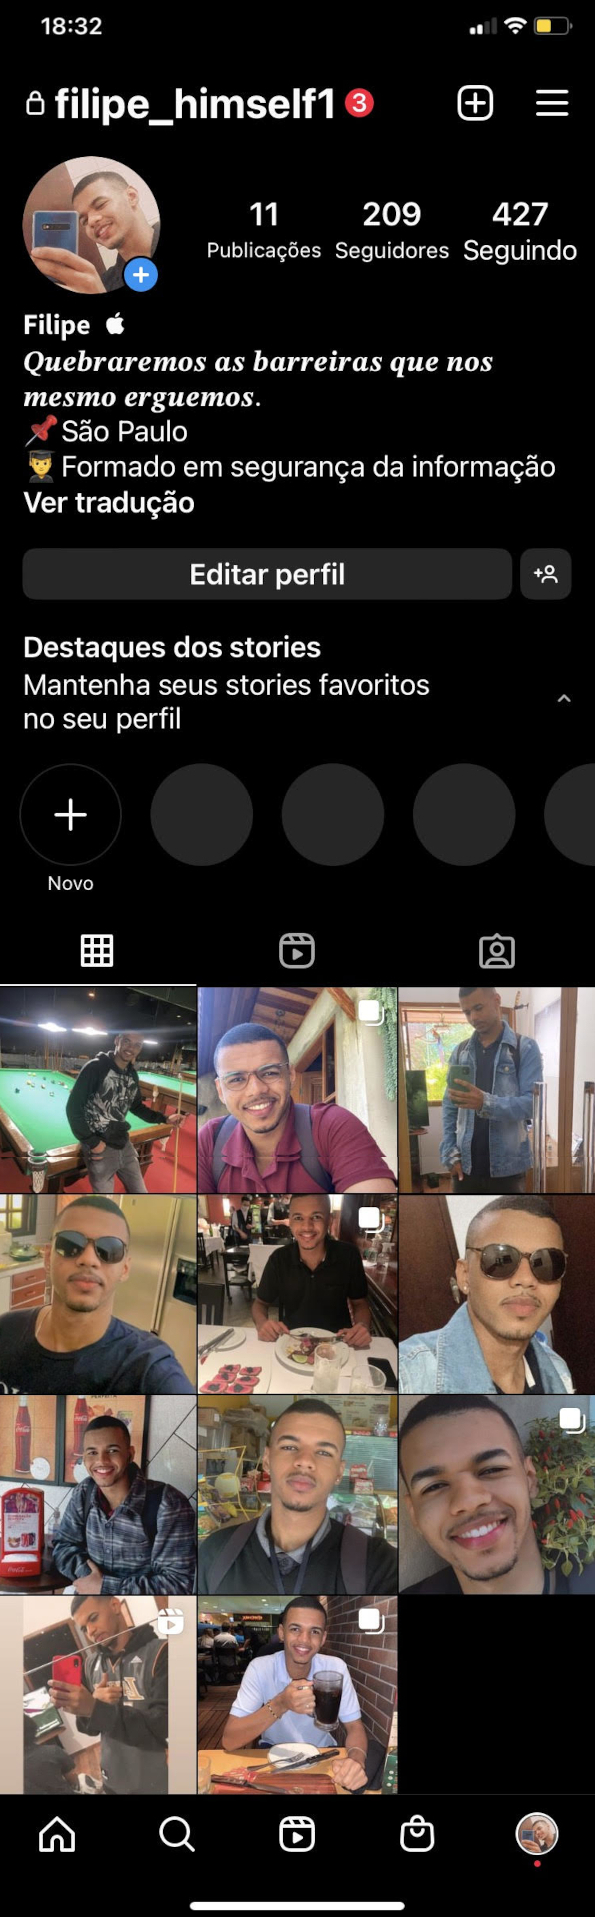 18:32
filipe_himself1 3
11 209 427
Publicações Seguidores Seguindo
Filipe
Quebraremos as barreiras que nos
mesmo erguemos.
São Paulo
Formado em segurança da informação
Ver tradução
Editar perfil
Destaques dos stories
Mantenha seus stories favoritos
no seu perfil
Novo
Coca-Cola